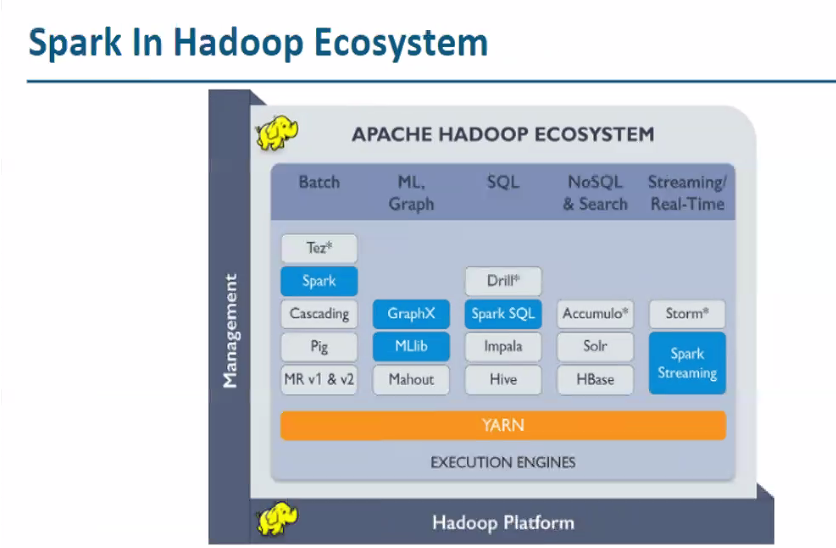 Spark In Hadoop Ecosystem
APACHE HADOOP ECOSYSTEM
Management
Batch
ML,
Graph
SQL
NoSQL
& Search
Streaming/
Real-Time
Tez*
Spark
Cascading
Pig
MR v1 & v2
GraphX
MLlib
Mahout
Drill*
Spark SQL
Impala
Hive
Accumulo*
Solr
HBase
Storm*
Spark
Streaming
YARN
EXECUTION ENGINES
Hadoop Platform